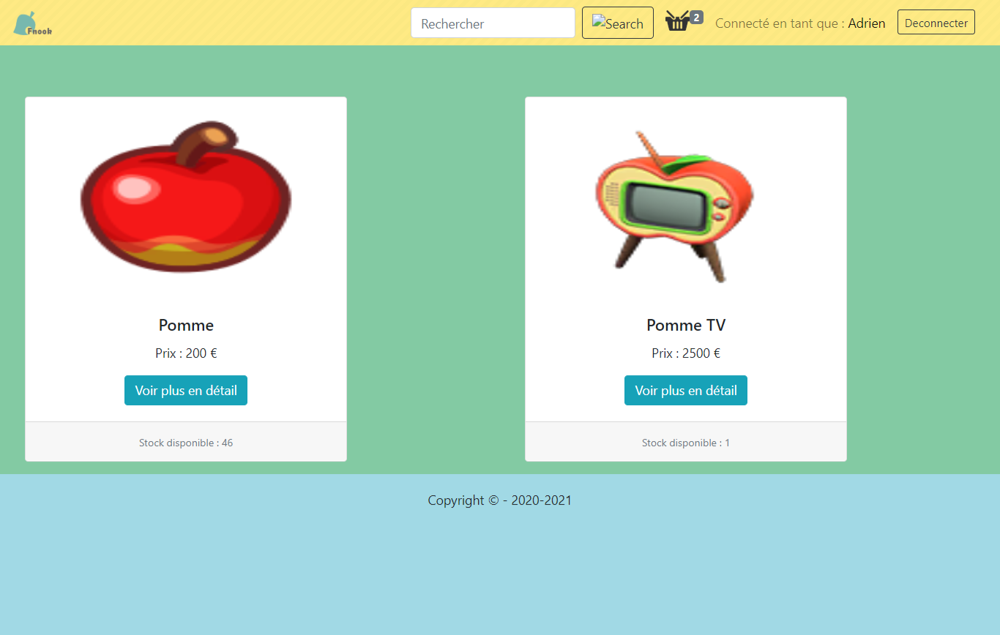 Fnook
Rechercher
Search
2
Connecté en tant que : Adrien
Deconnecter
Pomme
Prix : 200 €
Voir plus en détail
Stock disponible : 46
Pomme TV
Prix : 2500 €
Voir plus en détail
Stock disponible : 1
Copyright © - 2020-2021